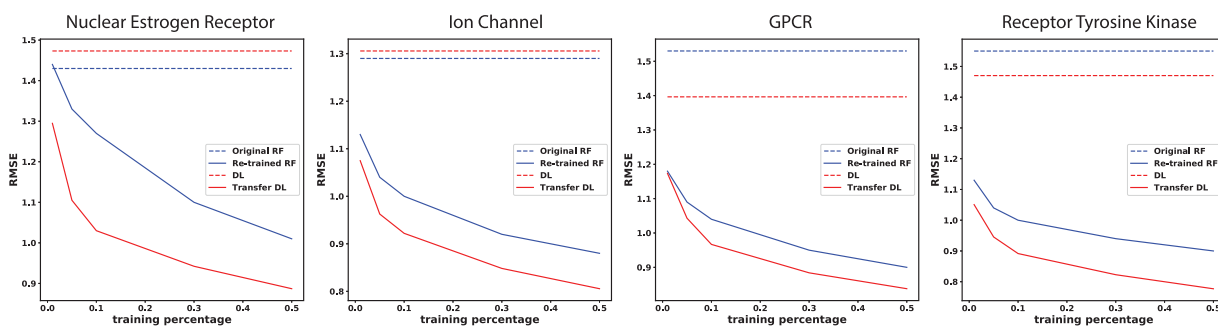 Nuclear Estrogen Receptor
1.5
1.4
1.3
1.2
1.1
1.0
0.9
RMSE
0.0 0.1 0.2 0.3 0.4 0.5
training percentage
Original RF
Re-trained RF
DL
Transfer DL
Ion Channel
1.3
1.2
1.1
1.0
0.9
0.8
RMSE
0.0 0.1 0.2 0.3 0.4 0.5
training percentage
Original RF
Re-trained RF
DL
Transfer DL
GPCR
1.5
1.4
1.3
1.2
1.1
1.0
0.9
RMSE
0.0 0.1 0.2 0.3 0.4 0.5
training percentage
Original RF
Re-trained RF
DL
Transfer DL
Receptor Tyrosine Kinase
1.5
1.4
1.3
1.2
1.1
1.0
0.9
0.8
RMSE
0.0 0.1 0.2 0.3 0.4 0.5
training percentage
Original RF
Re-trained RF
DL
Transfer DL